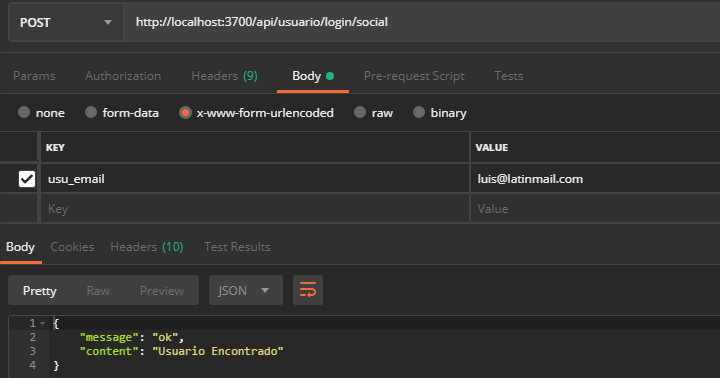 POST http://localhost:3700/api/usuario/login/social
Params Authorization Headers (9) Body Pre-request Script Tests
none form-data x-www-form-urlencoded raw binary
KEY VALUE
usu_email luis@latinmail.com
Key Value
Body Cookies Headers (10) Test Results
Pretty Raw Preview JSON
1 {
2 "message": "ok",
3 "content": "Usuario Encontrado"
4 }